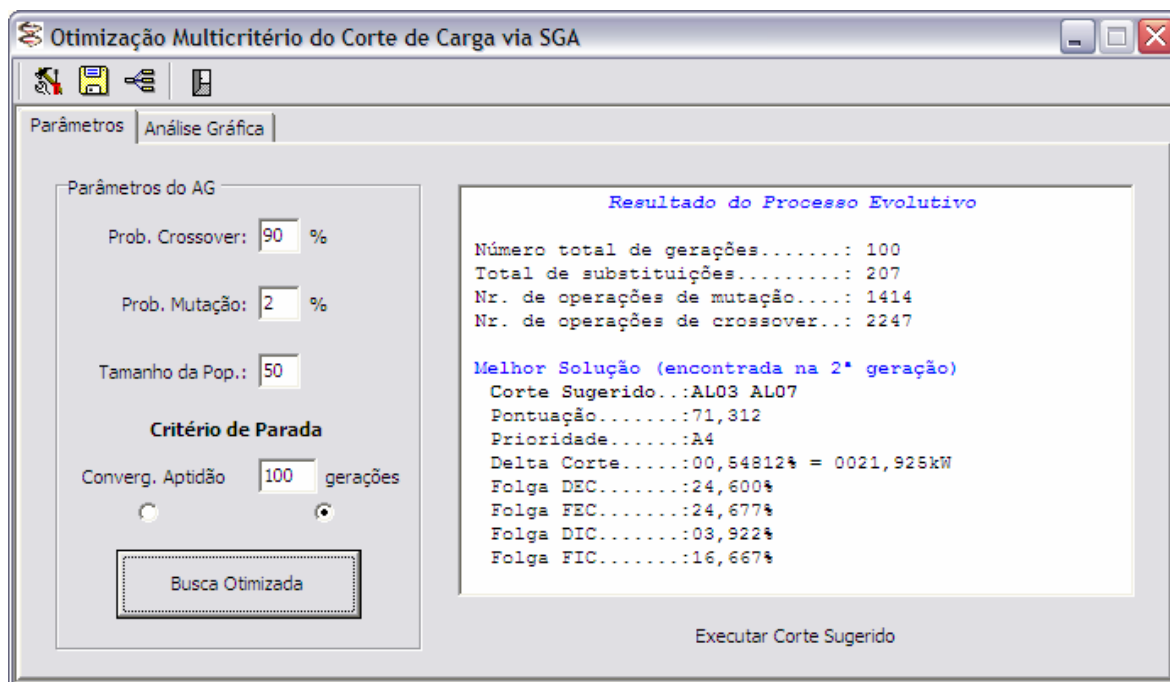 Otimização Multicritério do Corte de Carga via SGA
Parâmetros Análise Gráfica
Parâmetros do AG
Prob. Crossover: 90 %
Prob. Mutação: 2 %
Tamanho da Pop.: 50
Critério de Parada
Converg. Aptidão 100 gerações
Busca Otimizada
Resultado do Processo Evolutivo
Número total de gerações.......: 100
Total de substituições.........: 207
Nr. de operações de mutação....: 1414
Nr. de operações de crossover..: 2247
Melhor Solução (encontrada na 2ª geração)
Corte Sugerido..:AL03 AL07
Pontuação.......:71,312
Prioridade......:A4
Delta Corte.....:00,54812% = 0021,925kW
Folga DEC.......:24,600%
Folga FEC.......:24,677%
Folga DIC.......:03,922%
Folga FIC.......:16,667%
Executar Corte Sugerido